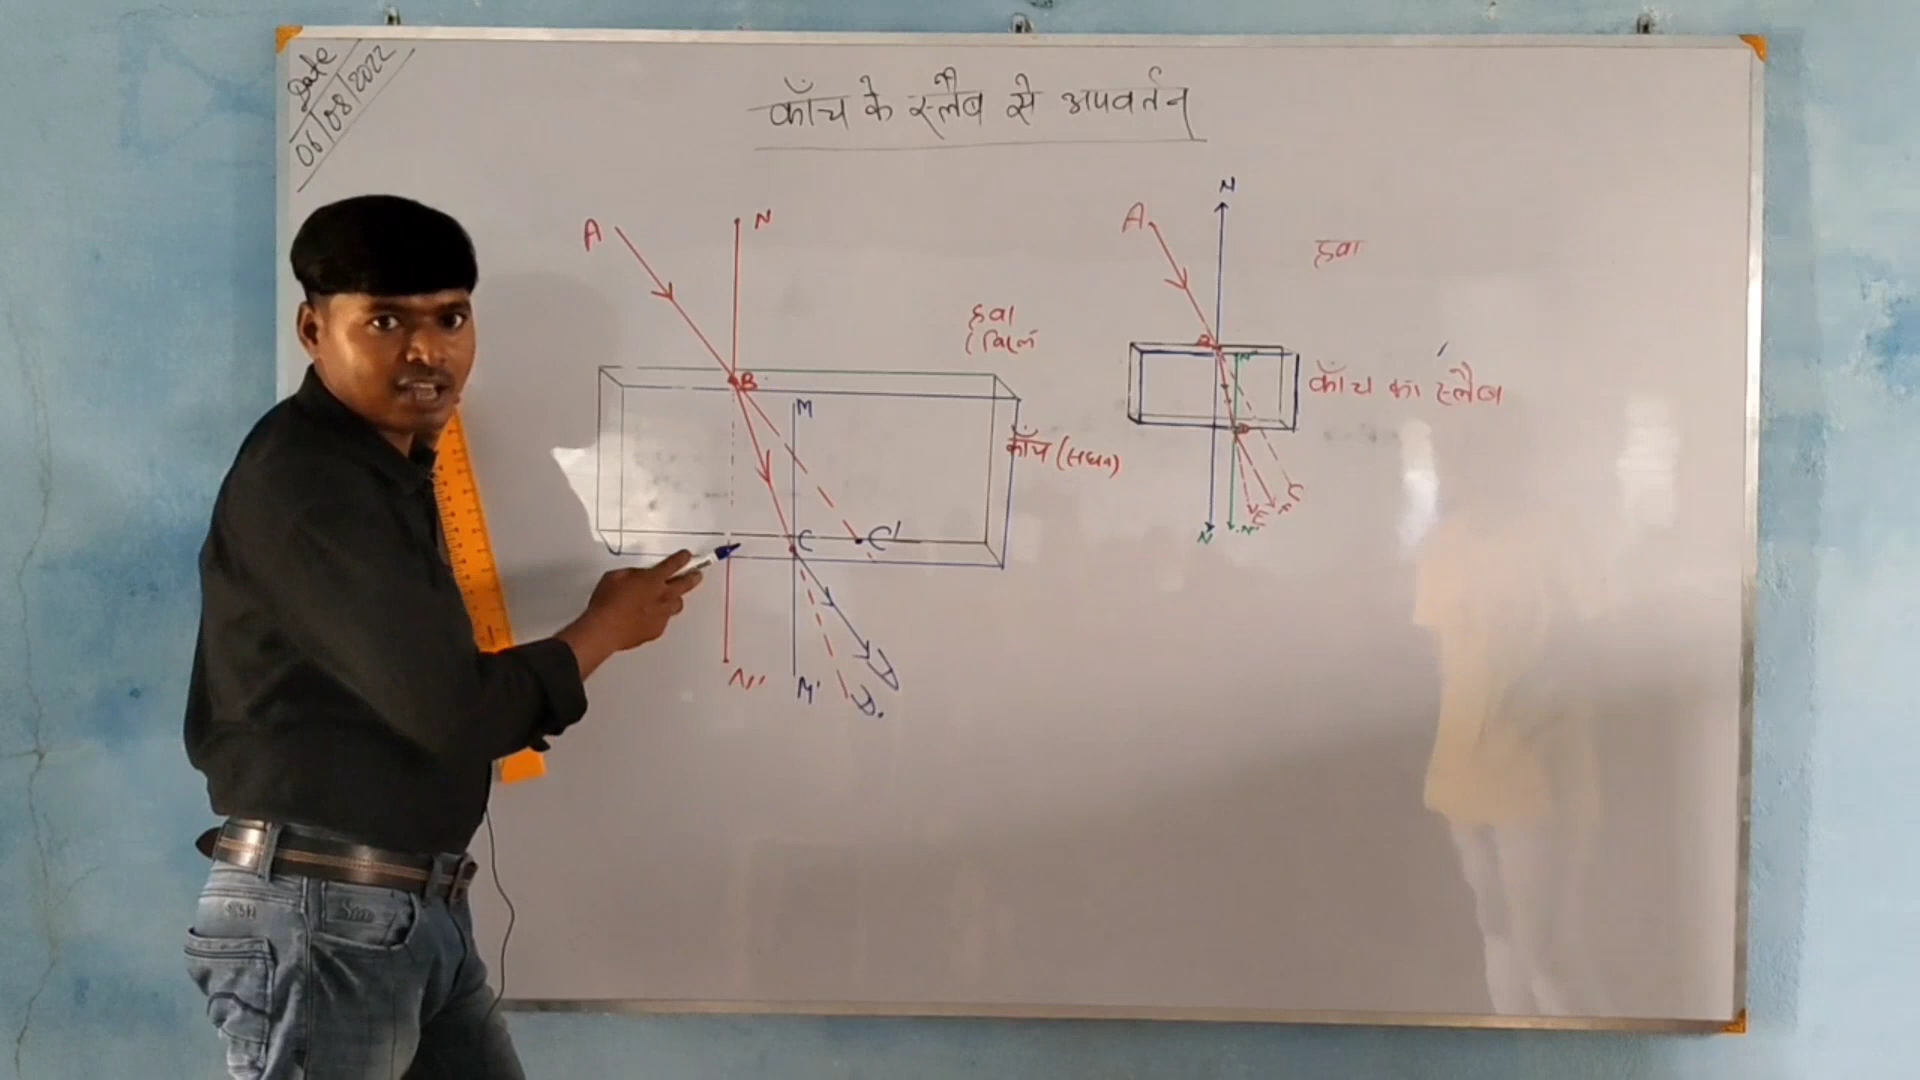 Date
06/08/2022
काँच के स्लैब से अपवर्तन
A
N
B
हवा
M
काँच (सघन)
C
C'
N'
M'
D
D'
N
A
हवा
काँच का स्लैब
N
N'